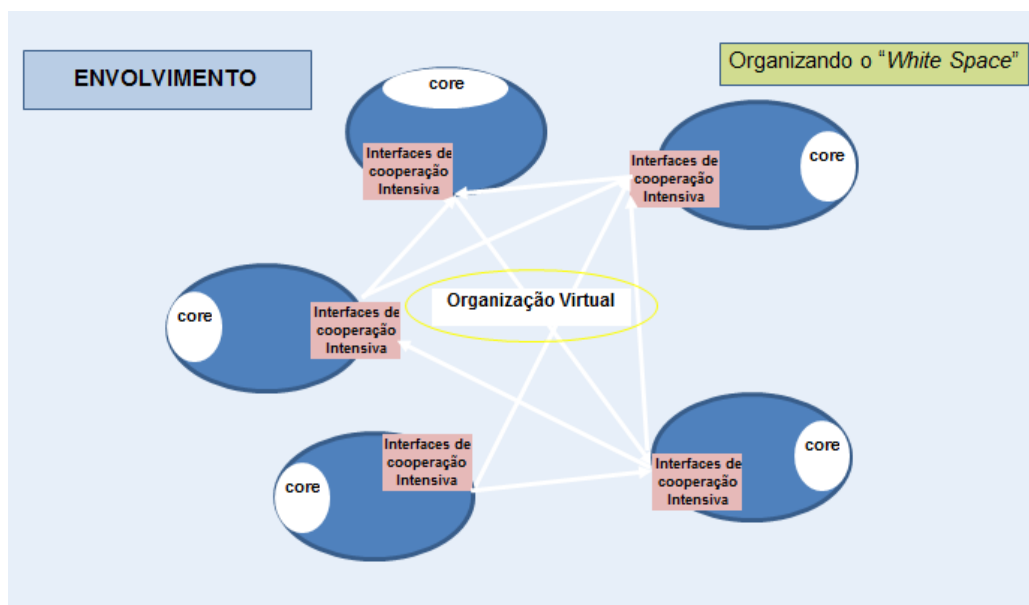 ENVOLVIMENTO
Organizando o “White Space”
core
Interfaces de
cooperação
Intensiva
Interfaces de
cooperação
Intensiva
core
Organização Virtual
core
Interfaces de
cooperação
Intensiva
Interfaces de
cooperação
Intensiva
core
Interfaces de
cooperação
Intensiva
core